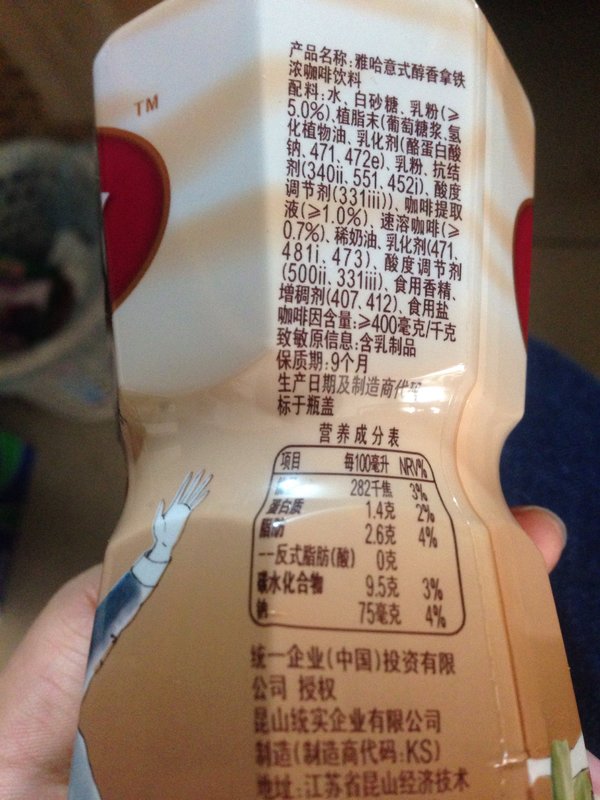 TM
产品名称:雅哈意式醇香拿铁
浓咖啡饮料
配料:水、白砂糖、乳粉(≥
5.0%)、植脂末(葡萄糖浆、氢
化植物油、乳化剂(酪蛋白酸
钠、471、472e)、乳粉、抗结
剂(340ii、551、452i)、酸度
调节剂(331iii))、咖啡提取
液(≥1.0%)、速溶咖啡(≥
0.7%)、稀奶油、乳化剂(471、
481i、473)、酸度调节剂
(500ii、331iii)、食用香精、
增稠剂(407、412)、食用盐
咖啡因含量:≥400毫克/千克
致敏原信息:含乳制品
保质期:9个月
生产日期及制造商代码
标于瓶盖
营养成分表
项目 每100毫升 NRV%
282千焦 3%
蛋白质 1.4克 2%
脂肪 2.6克 4%
--反式脂肪(酸) 0克
碳水化合物 9.5克 3%
钠 75毫克 4%
统一企业(中国)投资有限
公司 授权
昆山统实企业有限公司
制造(制造商代码:KS)
地址:江苏省昆山经济技术